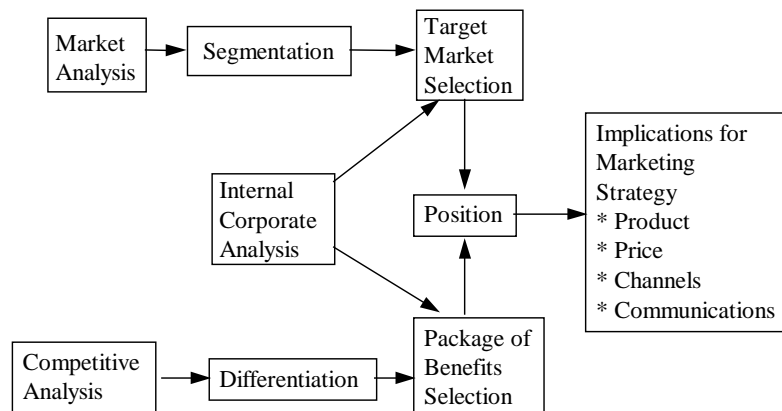 Market
Analysis
Segmentation
Target
Market
Selection
Internal
Corporate
Analysis
Position
Implications for
Marketing
Strategy
* Product
* Price
* Channels
* Communications
Competitive
Analysis
Differentiation
Package of
Benefits
Selection